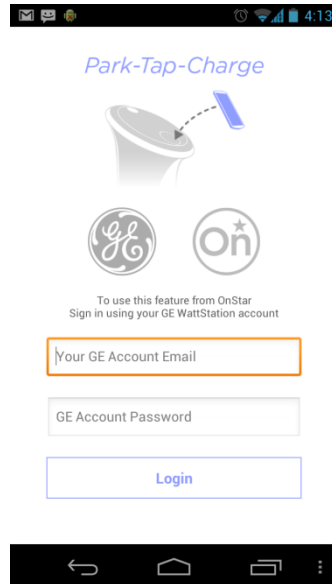 4:13
Park-Tap-Charge
GE
On
To use this feature from OnStar
Sign in using your GE WattStation account
Your GE Account Email
GE Account Password
Login